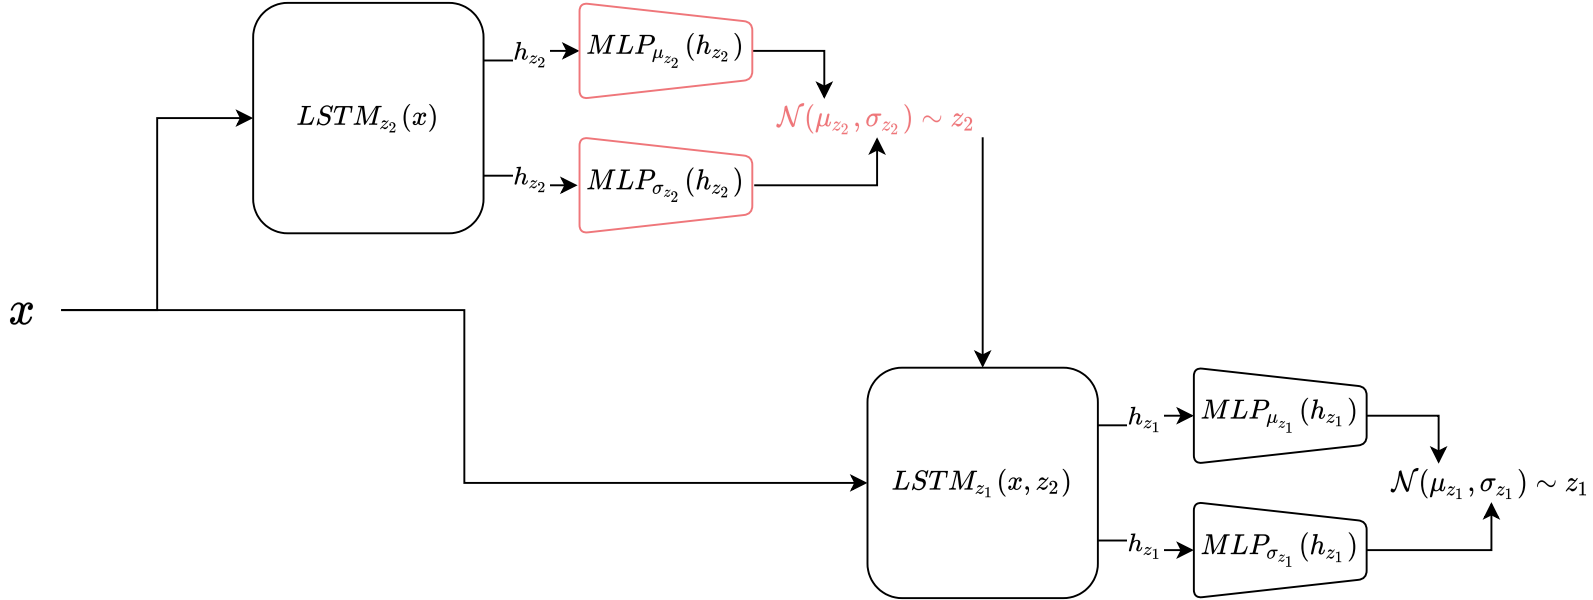 h_{z_2}
MLP_{μ_{z_2}}(h_{z_2})
LSTM_{z_2}(x)
𝒩(μ_{z_2}, σ_{z_2}) ∼ z_2
h_{z_2}
MLP_{σ_{z_2}}(h_{z_2})
x
h_{z_1}
MLP_{μ_{z_1}}(h_{z_1})
LSTM_{z_1}(x, z_2)
𝒩(μ_{z_1}, σ_{z_1}) ∼ z_1
h_{z_1}
MLP_{σ_{z_1}}(h_{z_1})